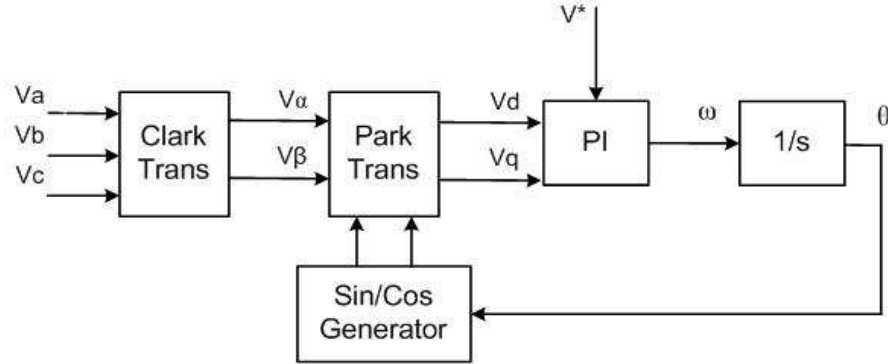 V*
Va
Vb
Vc
Clark
Trans
Vα
Vβ
Park
Trans
Vd
Vq
PI
ω
1/s
θ
Sin/Cos
Generator